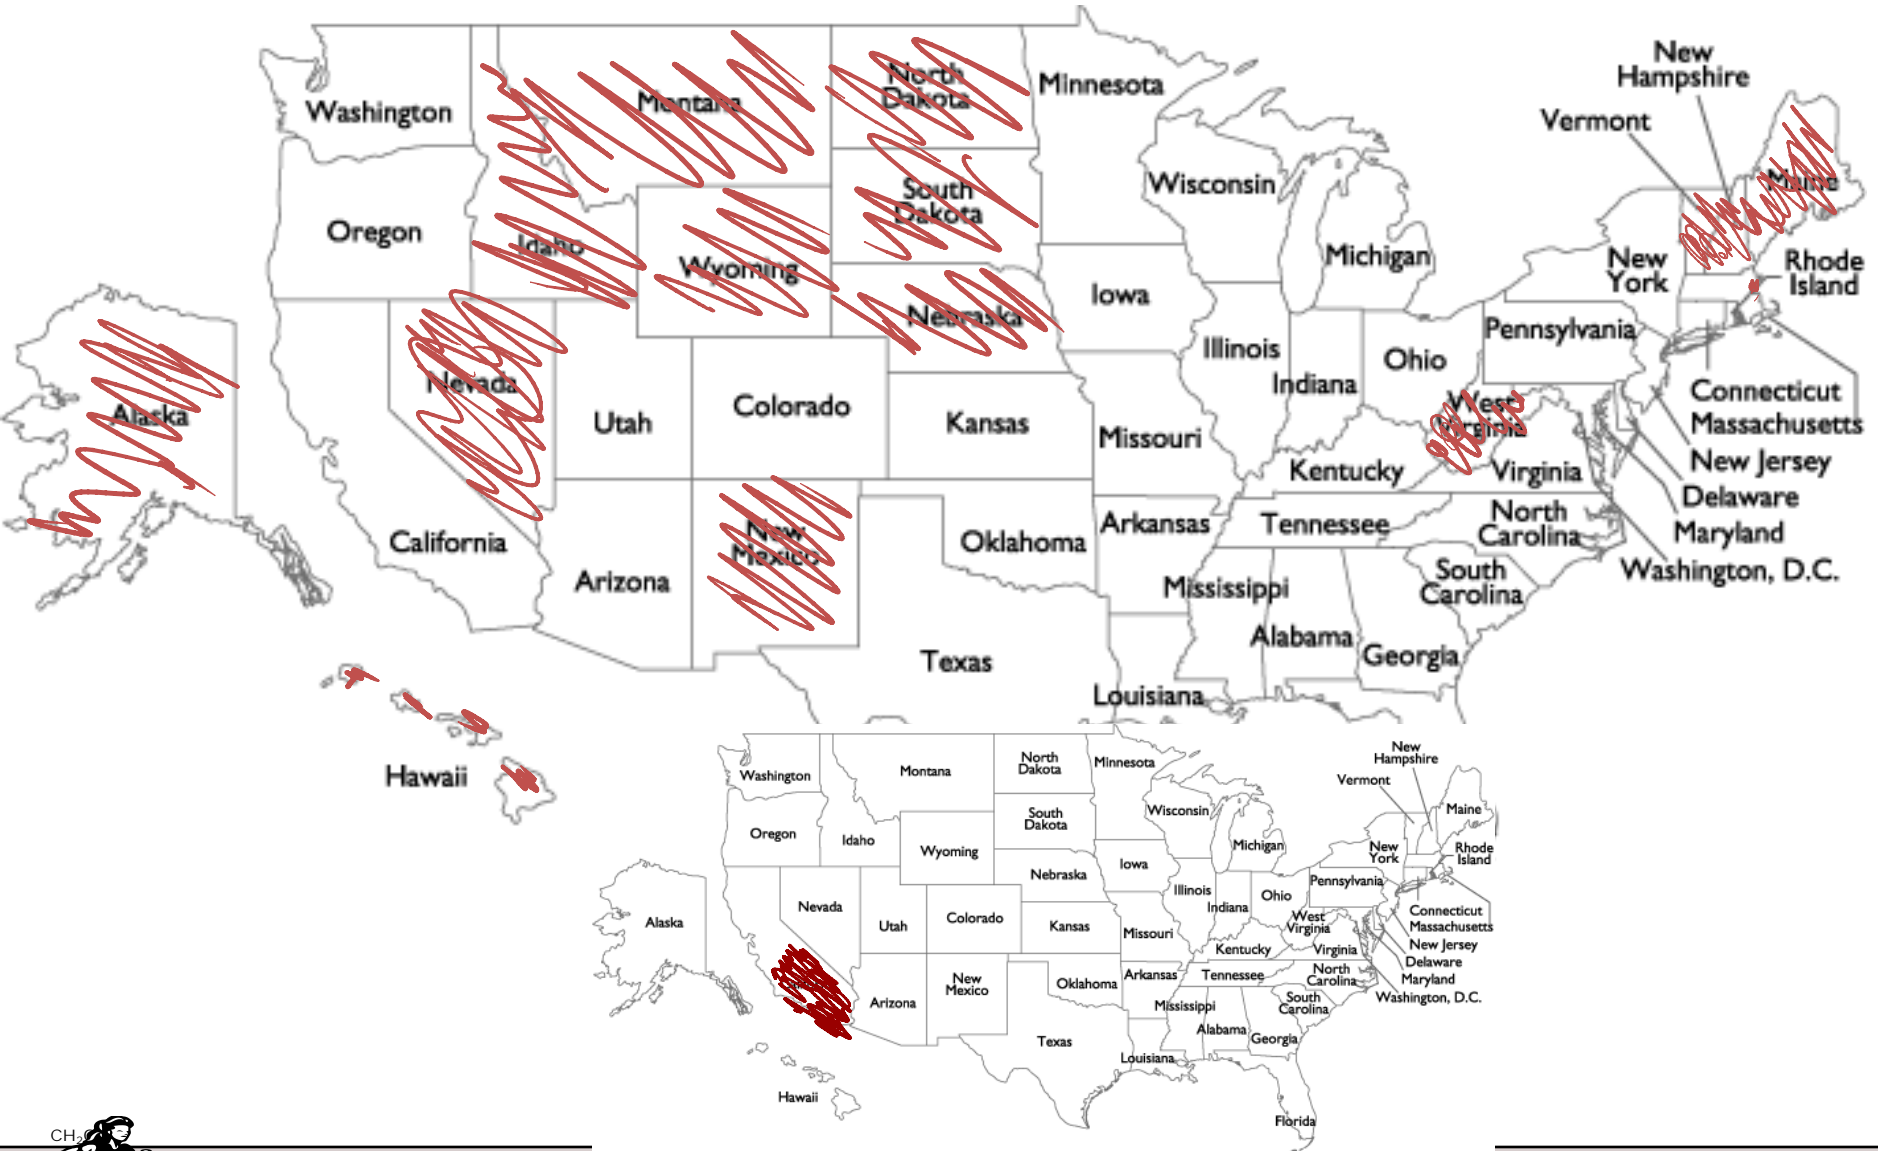 New
Hampshire
Vermont
Washington
Montana
North
Dakota
Minnesota
Maine
Oregon
Idaho
Wyoming
South
Dakota
Wisconsin
Michigan
New
York
Rhode
Island
Nebraska
Iowa
Illinois
Indiana
Ohio
Pennsylvania
Alaska
Nevada
Utah
Colorado
Kansas
Missouri
West
Virginia
Kentucky
Virginia
Connecticut
Massachusetts
New Jersey
Delaware
Maryland
Washington, D.C.
California
Arizona
New
Mexico
Oklahoma
Arkansas
Tennessee
North
Carolina
Mississippi
Alabama
Georgia
South
Carolina
Texas
Louisiana
Hawaii
New
Hampshire
Vermont
Washington
Montana
North
Dakota
Minnesota
Maine
Oregon
Idaho
Wyoming
South
Dakota
Wisconsin
Michigan
New
York
Rhode
Island
Nebraska
Iowa
Illinois
Indiana
Ohio
Pennsylvania
Alaska
Nevada
Utah
Colorado
Kansas
Missouri
West
Virginia
Kentucky
Virginia
Connecticut
Massachusetts
New Jersey
Delaware
Maryland
Washington, D.C.
Arizona
New
Mexico
Oklahoma
Arkansas
Tennessee
North
Carolina
Mississippi
Alabama
Georgia
South
Carolina
Texas
Louisiana
Hawaii
Florida